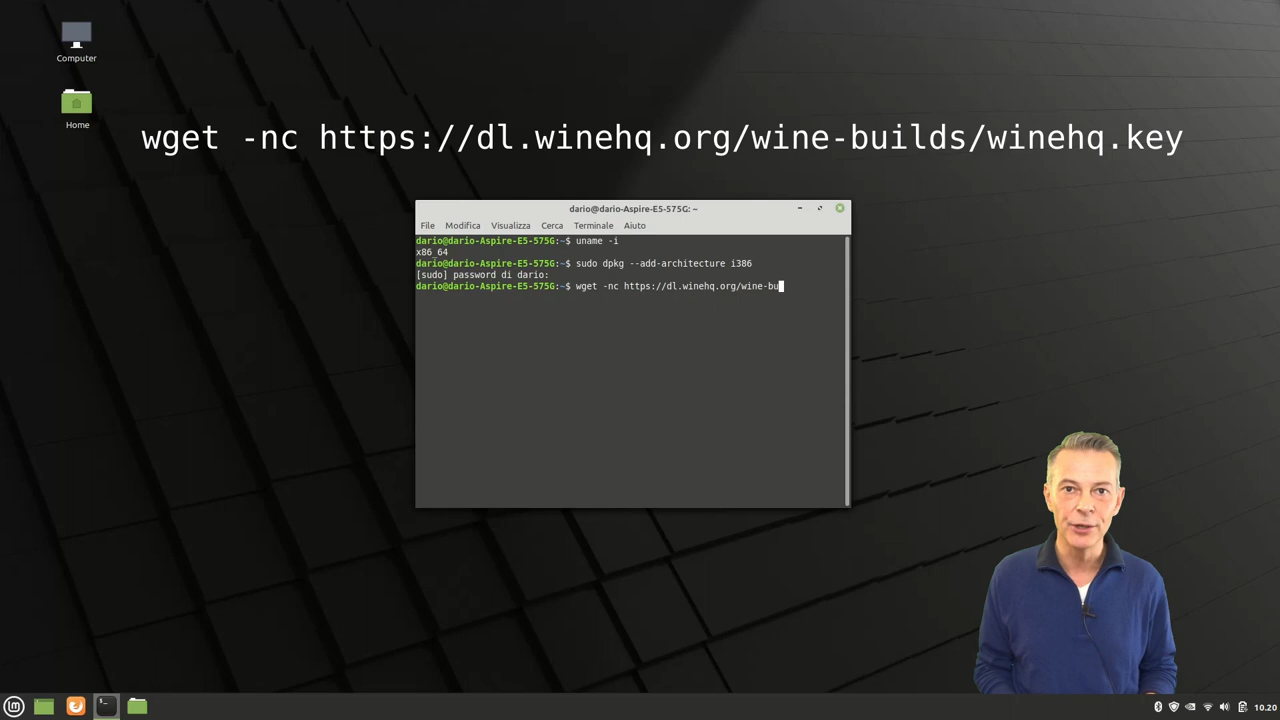 Computer
Home
wget -nc https://dl.winehq.org/wine-builds/winehq.key
dario@dario-Aspire-E5-575G: ~
File Modifica Visualizza Cerca Terminale Aiuto
dario@dario-Aspire-E5-575G:~$ uname -i
x86_64
dario@dario-Aspire-E5-575G:~$ sudo dpkg --add-architecture i386
[sudo] password di dario:
dario@dario-Aspire-E5-575G:~$ wget -nc https://dl.winehq.org/wine-bu
10.20